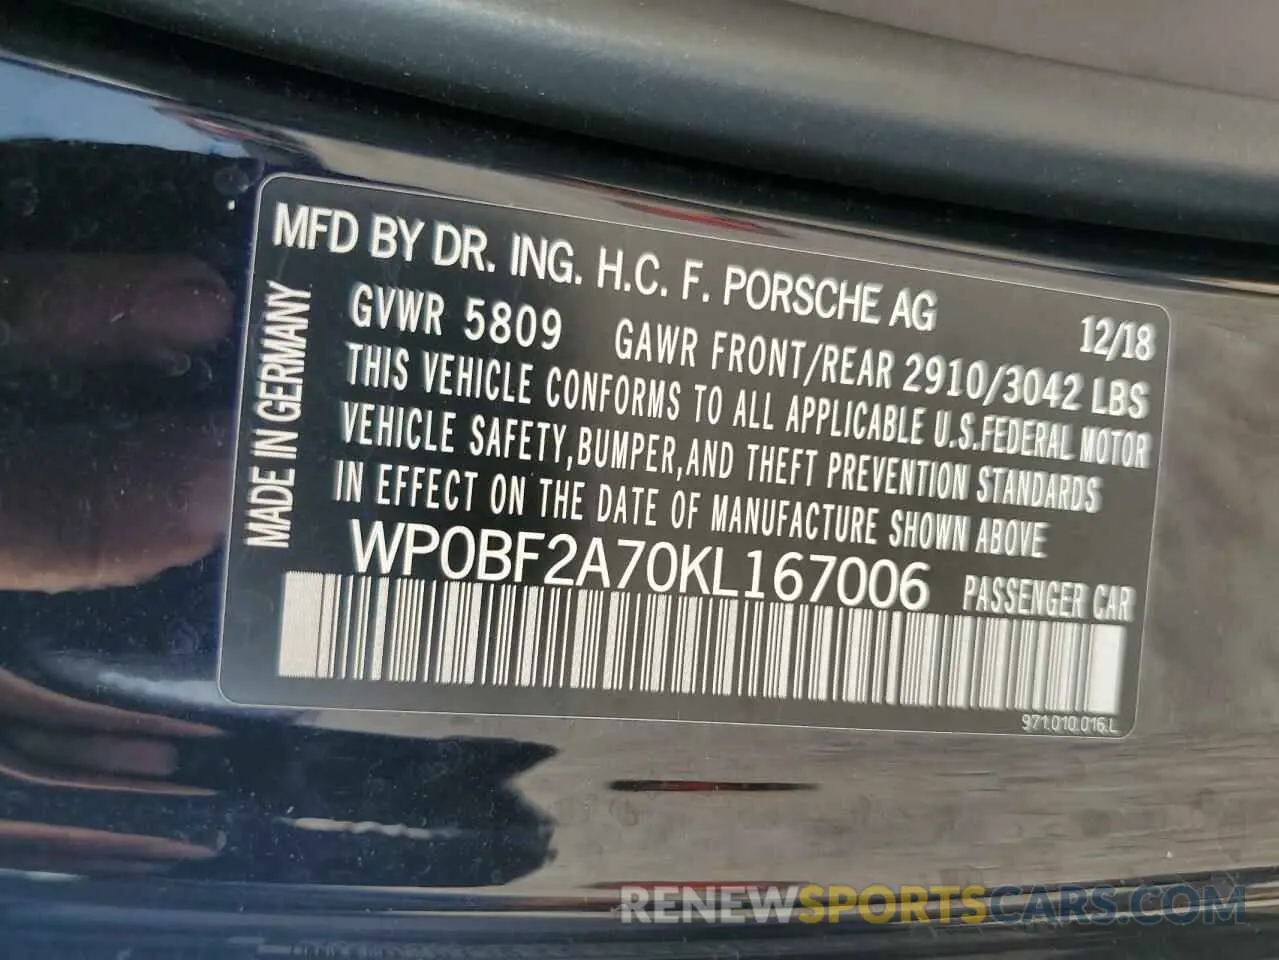 MFD BY DR. ING. H.C. F. PORSCHE AG 12/18
GVWR 5809 GAWR FRONT/REAR 2910/3042 LBS
THIS VEHICLE CONFORMS TO ALL APPLICABLE U.S.FEDERAL MOTOR
VEHICLE SAFETY,BUMPER,AND THEFT PREVENTION STANDARDS
IN EFFECT ON THE DATE OF MANUFACTURE SHOWN ABOVE
WP0BF2A70KL167006 PASSENGER CAR
MADE IN GERMANY
971.010.016.L
RENEWSPORTSCARS.COM